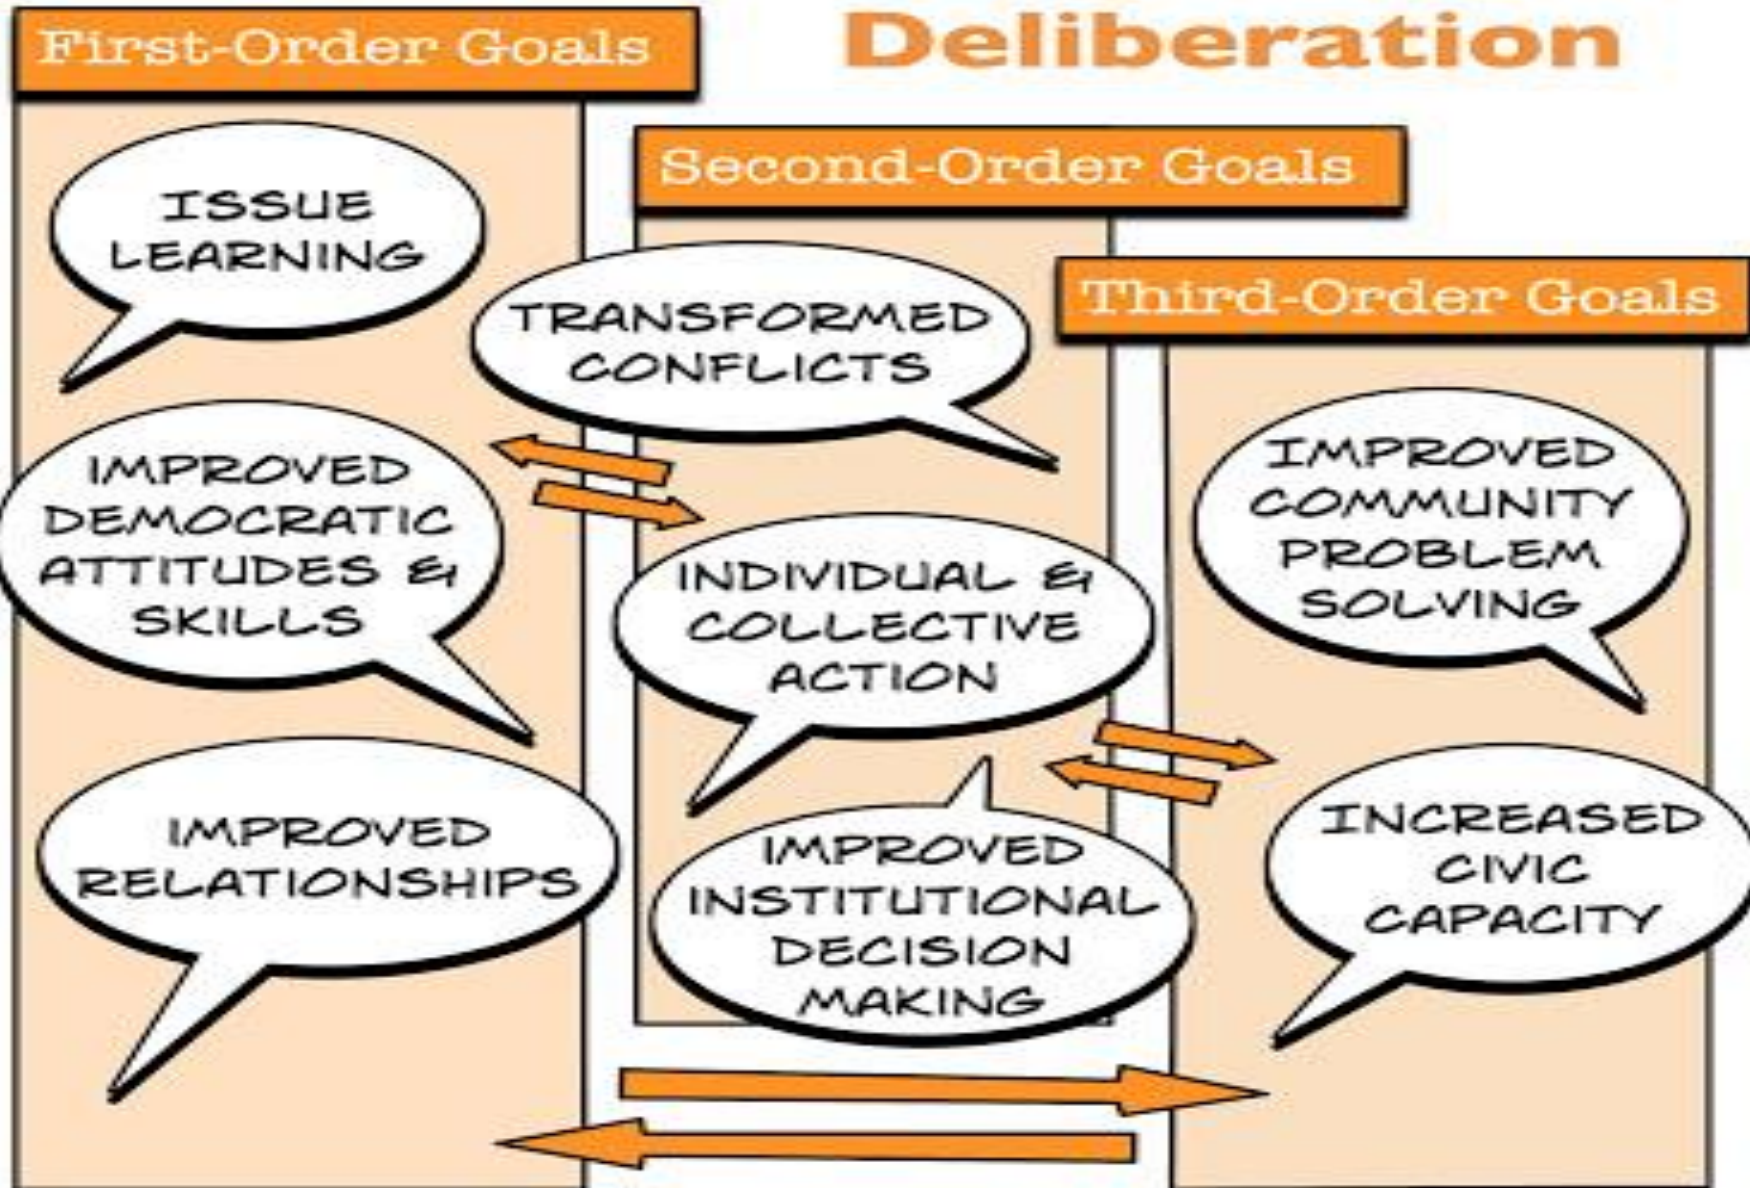 Deliberation
First-Order Goals
ISSUE
LEARNING
IMPROVED
DEMOCRATIC
ATTITUDES &
SKILLS
IMPROVED
RELATIONSHIPS
Second-Order Goals
TRANSFORMED
CONFLICTS
INDIVIDUAL &
COLLECTIVE
ACTION
IMPROVED
INSTITUTIONAL
DECISION
MAKING
Third-Order Goals
IMPROVED
COMMUNITY
PROBLEM
SOLVING
INCREASED
CIVIC
CAPACITY